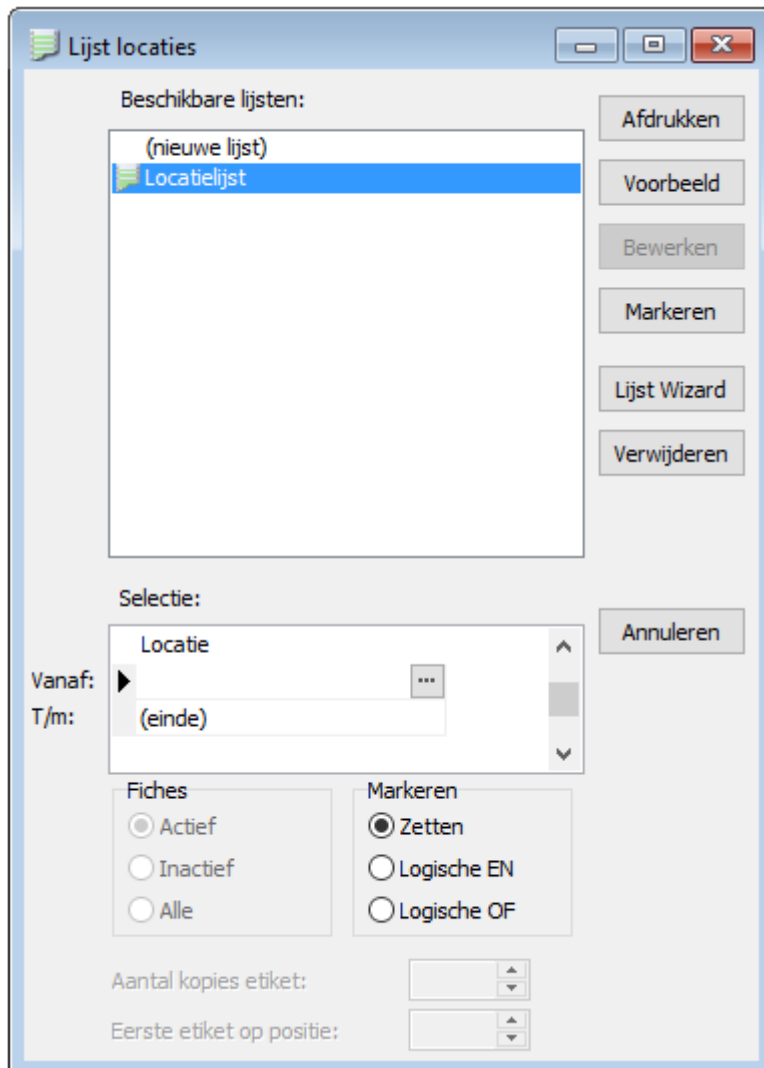 Lijst locaties
Beschikbare lijsten:
(nieuwe lijst)
Locatielijst
Afdrukken
Voorbeeld
Bewerken
Markeren
Lijst Wizard
Verwijderen
Selectie:
Annuleren
Locatie
Vanaf:
...
T/m: (einde)
Fiches
Actief
Inactief
Alle
Markeren
Zetten
Logische EN
Logische OF
Aantal kopies etiket:
Eerste etiket op positie: